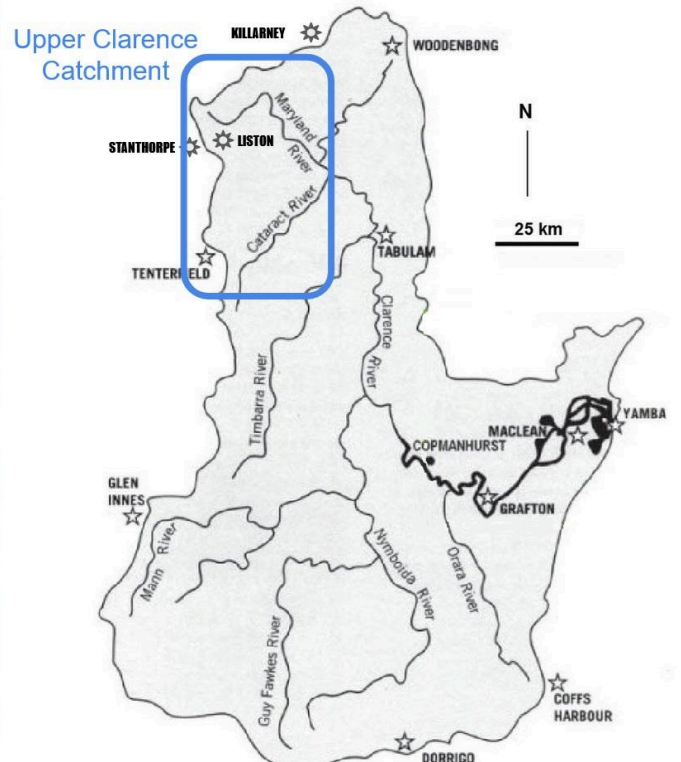 Upper Clarence
Catchment
KILLARNEY
WOODENBONG
N
25 km
Maryland
River
STANTHORPE
LISTON
Cataract River
TABULAM
TENTERFIELD
Clarence
River
Timbarra River
MACLEAN
YAMBA
COPMANHURST
GRAFTON
GLEN
INNES
Mann River
Nymboida River
Orara River
Guy Fawkes River
COFFS
HARBOUR
DORRIGO